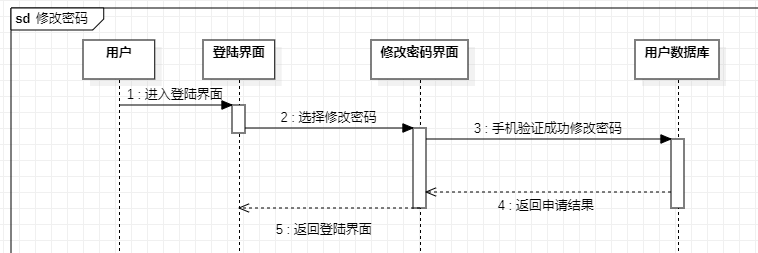 sd 修改密码
用户
登陆界面
修改密码界面
用户数据库
1 : 进入登陆界面
2 : 选择修改密码
3 : 手机验证成功修改密码
4 : 返回申请结果
5 : 返回登陆界面